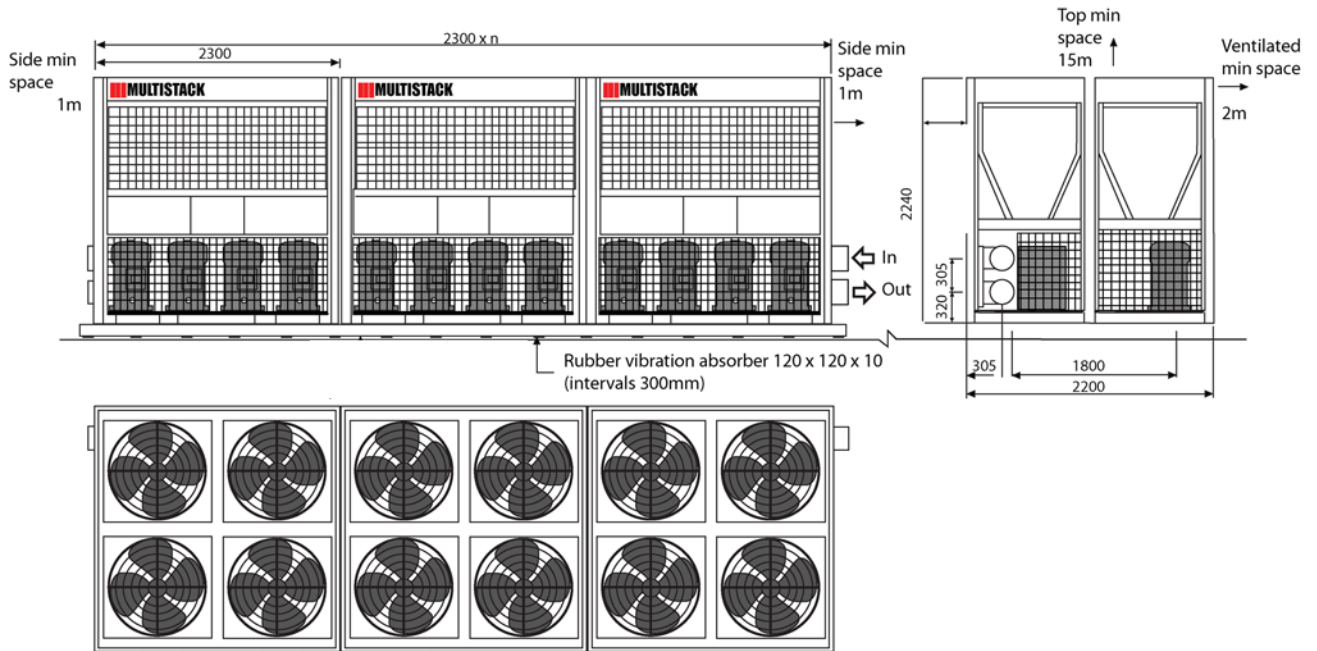 Side min
space
1m
2300 x n
2300
Side min
space
1m
Top min
space
15m
Ventilated
min space
2m
MULTISTACK
MULTISTACK
MULTISTACK
In
Out
2240
305
320
Rubber vibration absorber 120 x 120 x 10
(intervals 300mm)
305
1800
2200